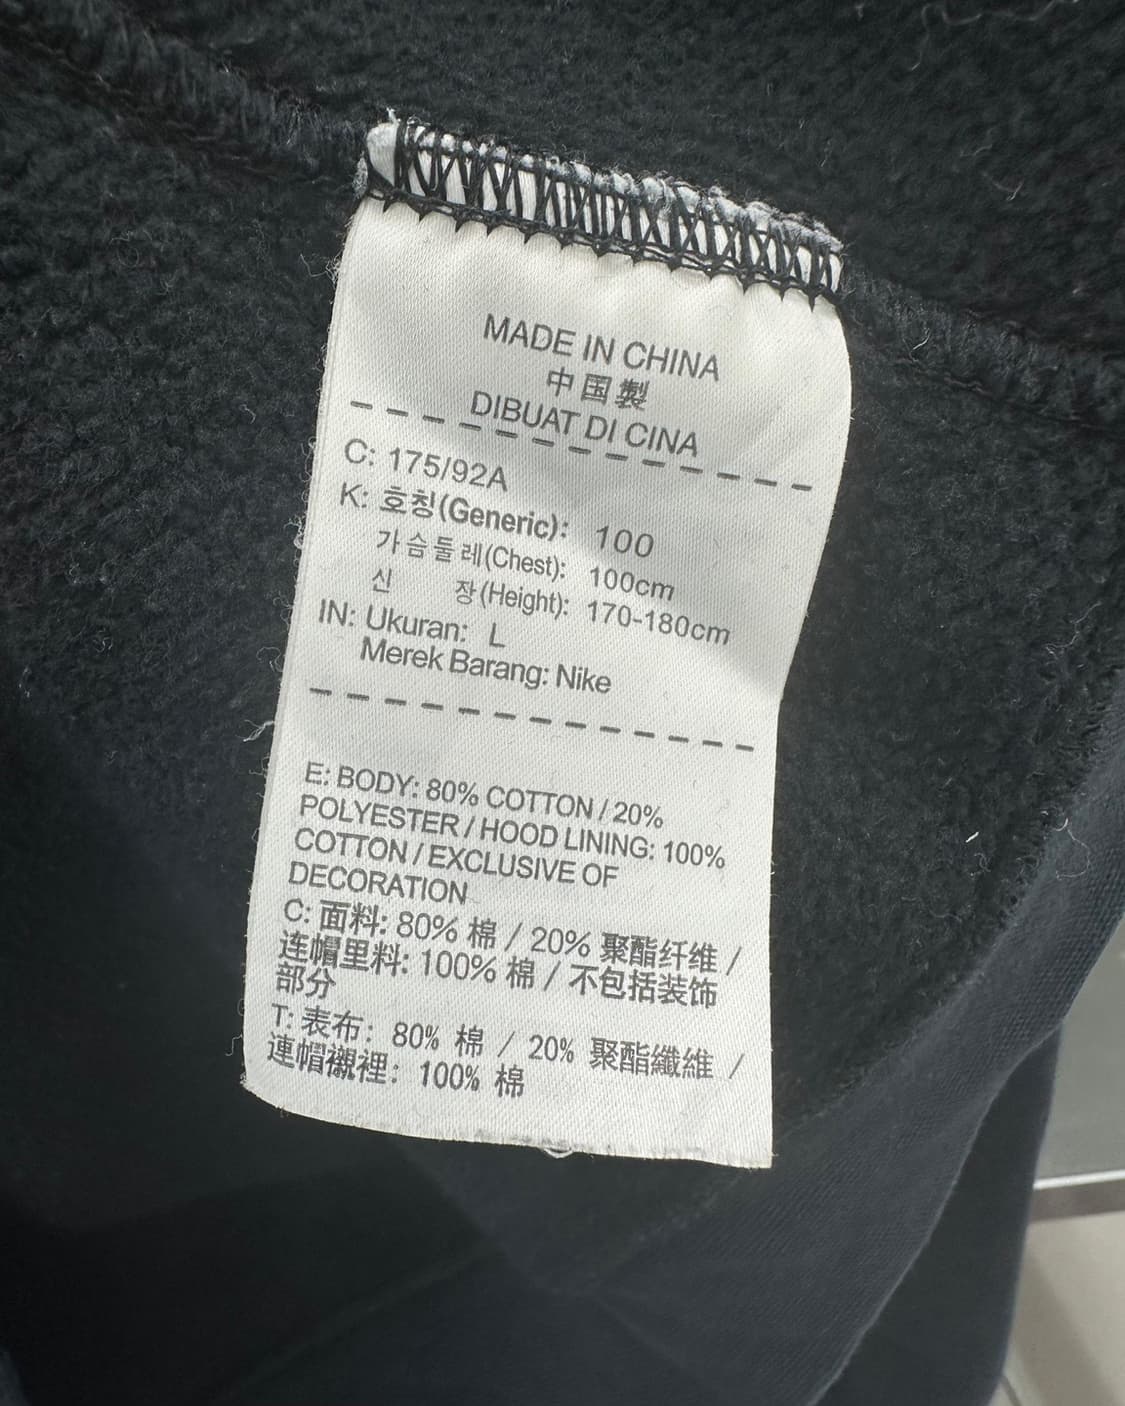 MADE IN CHINA
中国製
DIBUAT DI CINA
C: 175/92A
K: 호칭(Generic): 100
가슴둘레(Chest): 100cm
신 장(Height): 170-180cm
IN: Ukuran: L
Merek Barang: Nike
E: BODY: 80% COTTON / 20%
POLYESTER / HOOD LINING: 100%
COTTON / EXCLUSIVE OF
DECORATION
C: 面料: 80% 棉 / 20% 聚酯纤维 /
连帽里料: 100% 棉 / 不包括装饰
部分
T: 表布: 80% 棉 / 20% 聚酯纖維 /
連帽襯裡: 100% 棉